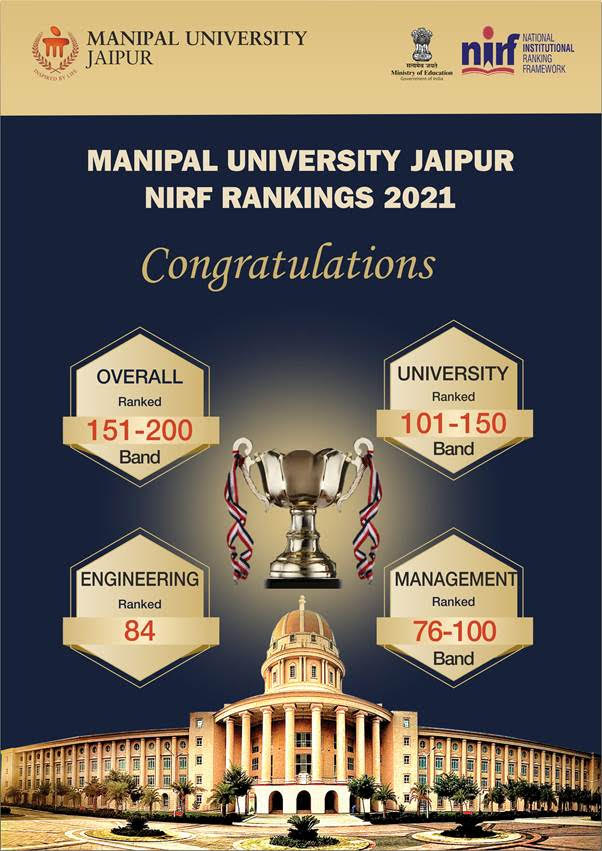 MANIPAL UNIVERSITY
JAIPUR
INSPIRED BY LIFE
सत्यमेव जयते
Ministry of Education
Government of India
nirf
NATIONAL
INSTITUTIONAL
RANKING
FRAMEWORK
MANIPAL UNIVERSITY JAIPUR
NIRF RANKINGS 2021
Congratulations
OVERALL
Ranked
151-200
Band
UNIVERSITY
Ranked
101-150
Band
ENGINEERING
Ranked
84
MANAGEMENT
Ranked
76-100
Band